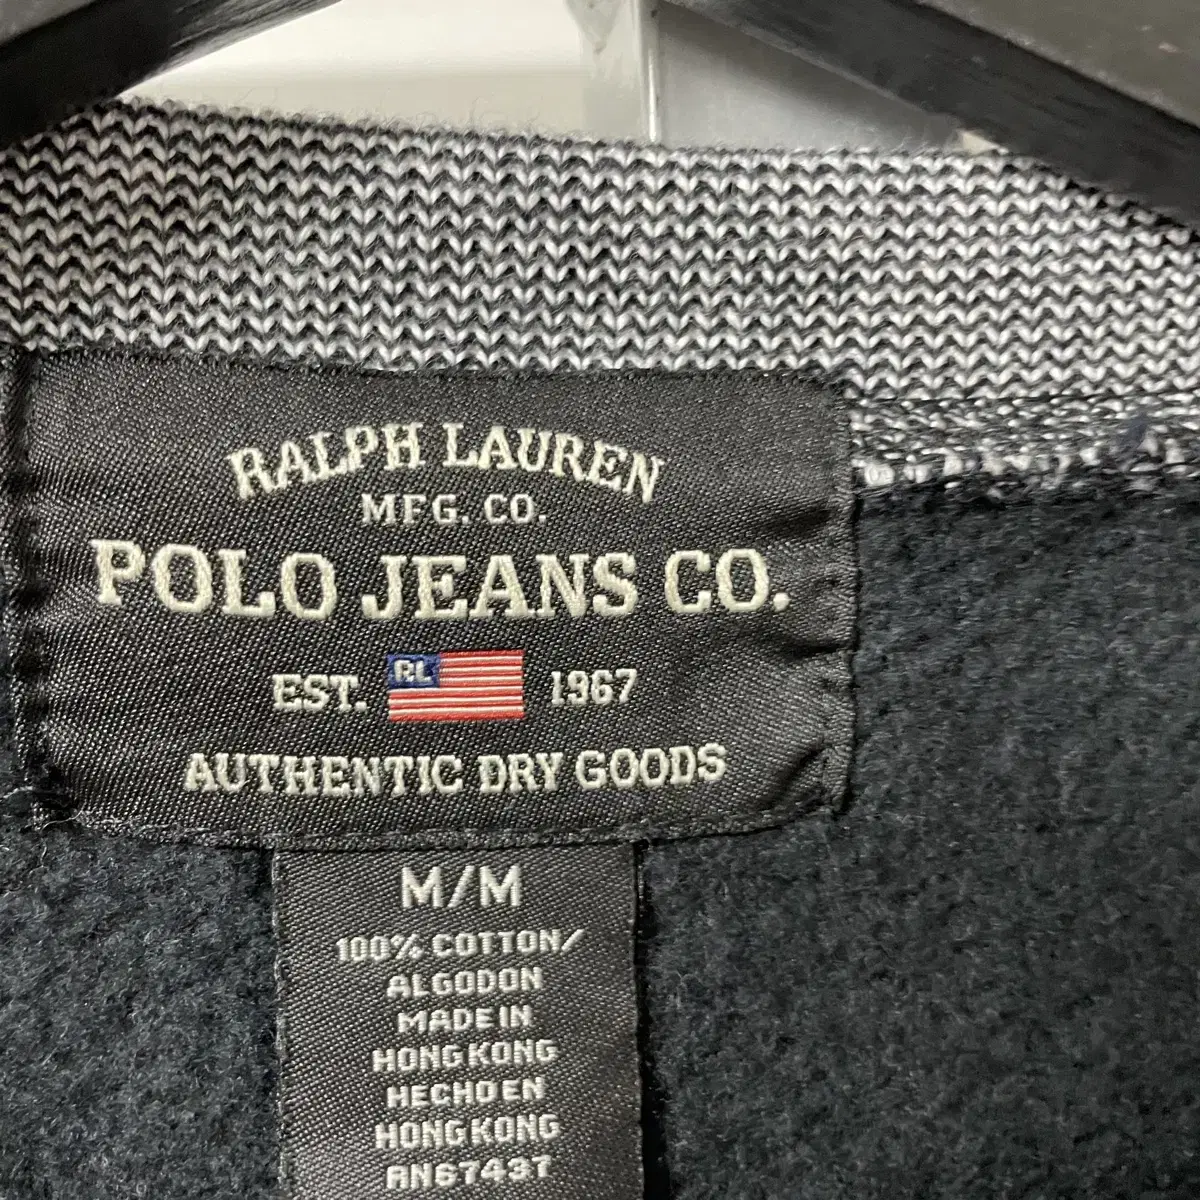 RALPH LAUREN
MFG. CO.
POLO JEANS CO.
EST. RL 1967
AUTHENTIC DRY GOODS
M/M
100% COTTON/
ALGODON
MADE IN
HONG KONG
HECHO EN
HONG KONG
RN67437